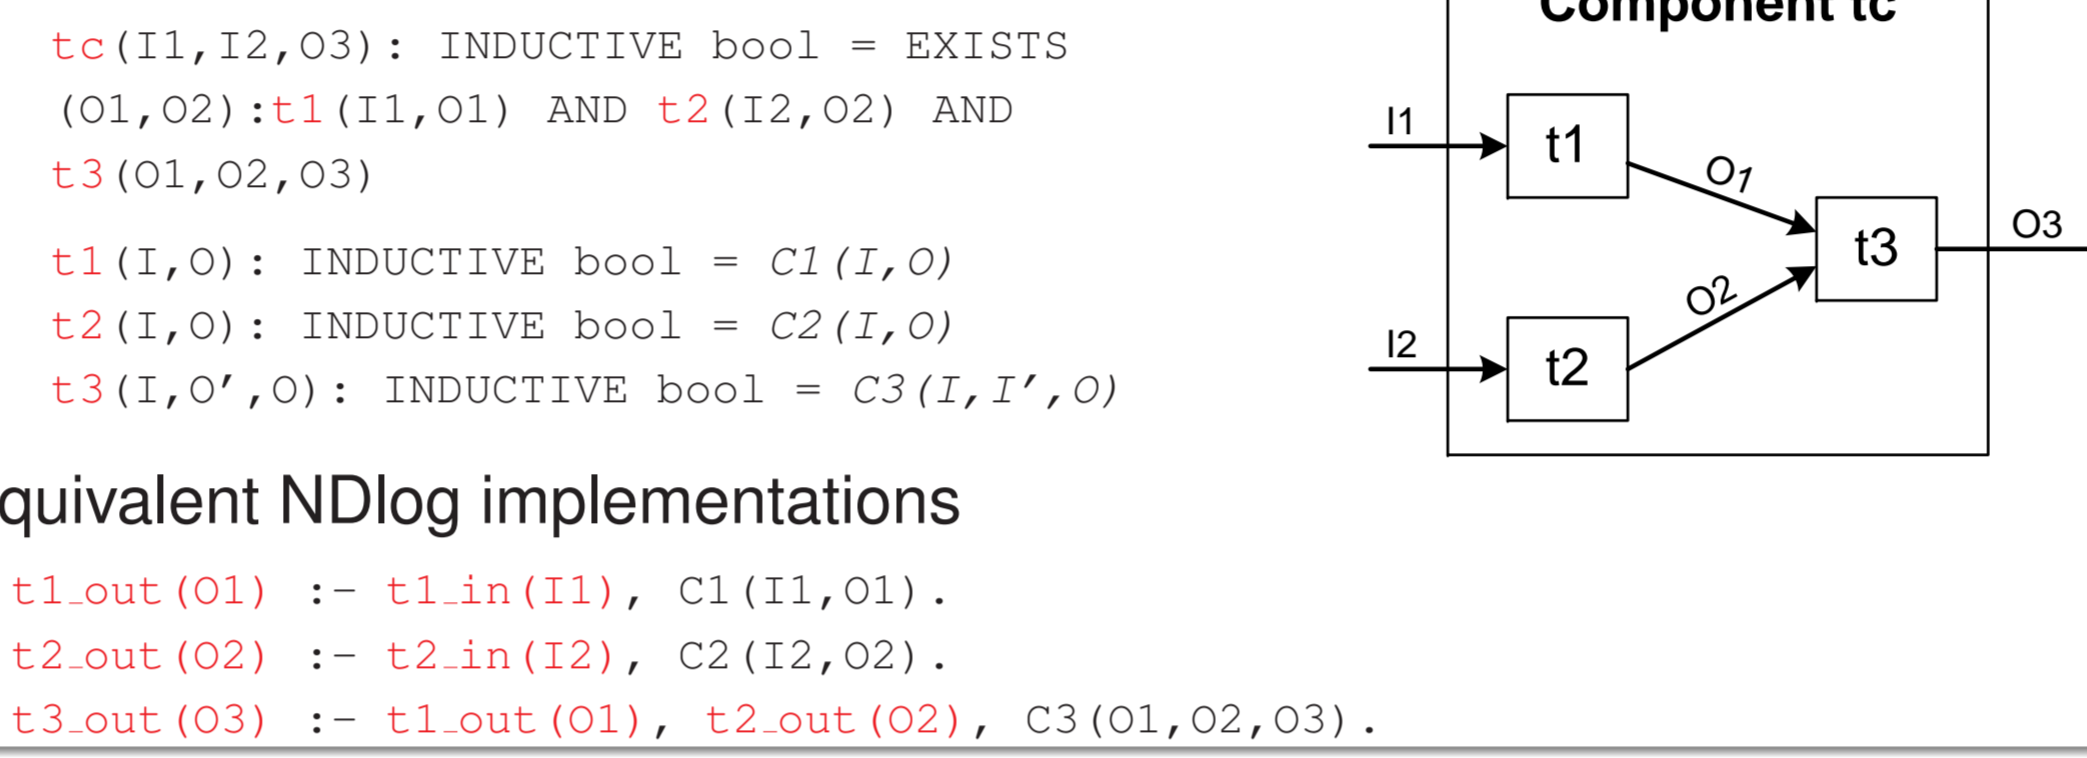 tc(I1,I2,O3): INDUCTIVE bool = EXISTS
(O1,O2):t1(I1,O1) AND t2(I2,O2) AND
t3(O1,O2,O3)
t1(I,O): INDUCTIVE bool = C1(I,O)
t2(I,O): INDUCTIVE bool = C2(I,O)
t3(I,O′,O): INDUCTIVE bool = C3(I,I′,O)
Component tc
I1
t1
O1
t3
O3
O2
I2
t2
quivalent NDlog implementations
t1_out(O1) :- t1_in(I1), C1(I1,O1).
t2_out(O2) :- t2_in(I2), C2(I2,O2).
t3_out(O3) :- t1_out(O1), t2_out(O2), C3(O1,O2,O3).